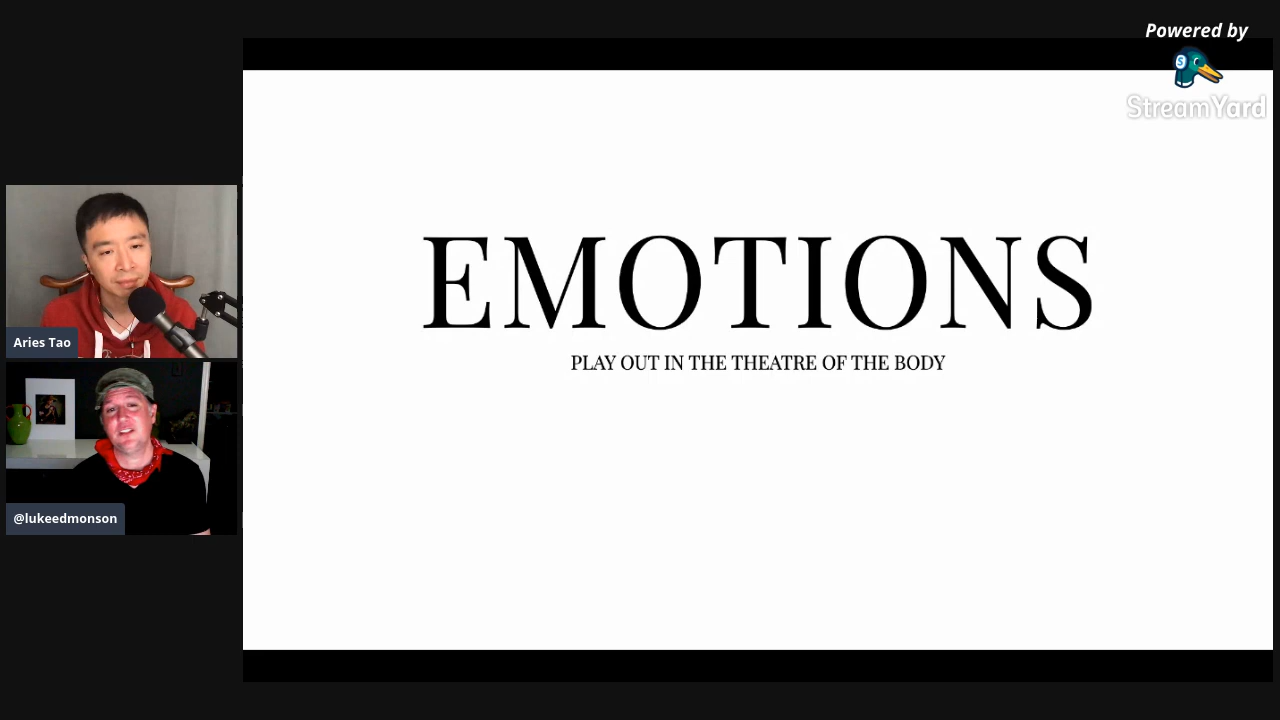 Powered by
S
StreamYard
EMOTIONS
PLAY OUT IN THE THEATRE OF THE BODY
Aries Tao
@lukeedmonson